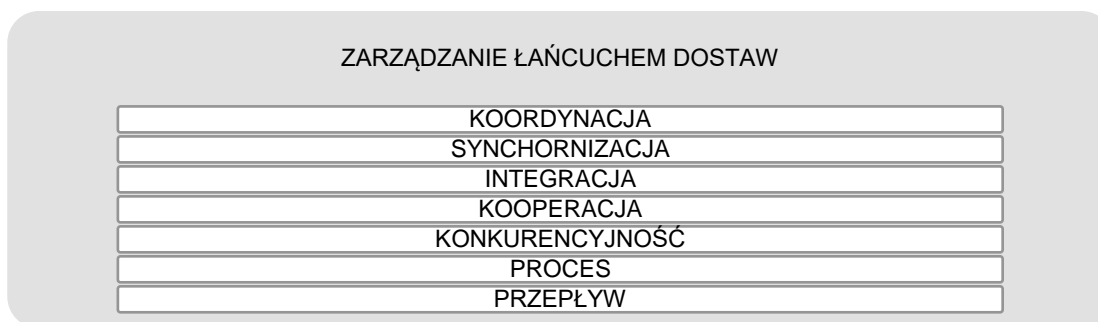 ZARZĄDZANIE ŁAŃCUCHEM DOSTAW
KOORDYNACJA
SYNCHORNIZACJA
INTEGRACJA
KOOPERACJA
KONKURENCYJNOŚĆ
PROCES
PRZEPŁYW